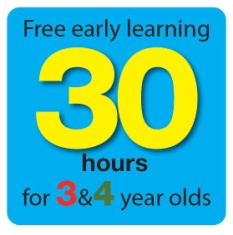 Free early learning
30
hours
for 3&4 year olds